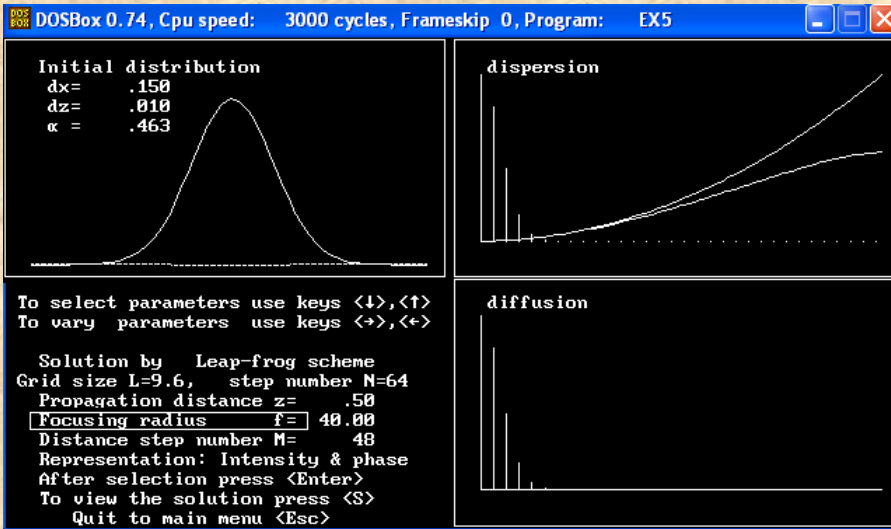 DOSBox 0.74, Cpu speed: 3000 cycles, Frameskip 0, Program: EX5
Initial distribution
dx= .150
dz= .010
α = .463
dispersion
To select parameters use keys <↓>,<↑>
To vary parameters use keys <→>,<←>
Solution by Leap-frog scheme
Grid size L=9.6, step number N=64
Propagation distance z= .50
Focusing radius f= 40.00
Distance step number M= 48
Representation: Intensity & phase
After selection press <Enter>
To view the solution press <S>
Quit to main menu <Esc>
diffusion